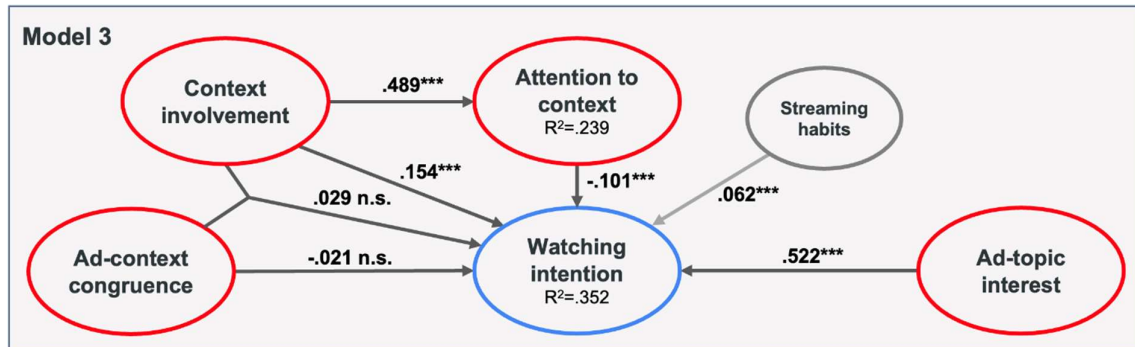 Model 3
Context
involvement
.489***
Attention to
context
R²=.239
Streaming
habits
.154***
-.101***
.062***
.029 n.s.
Ad-context
congruence
-.021 n.s.
Watching
intention
R²=.352
.522***
Ad-topic
interest